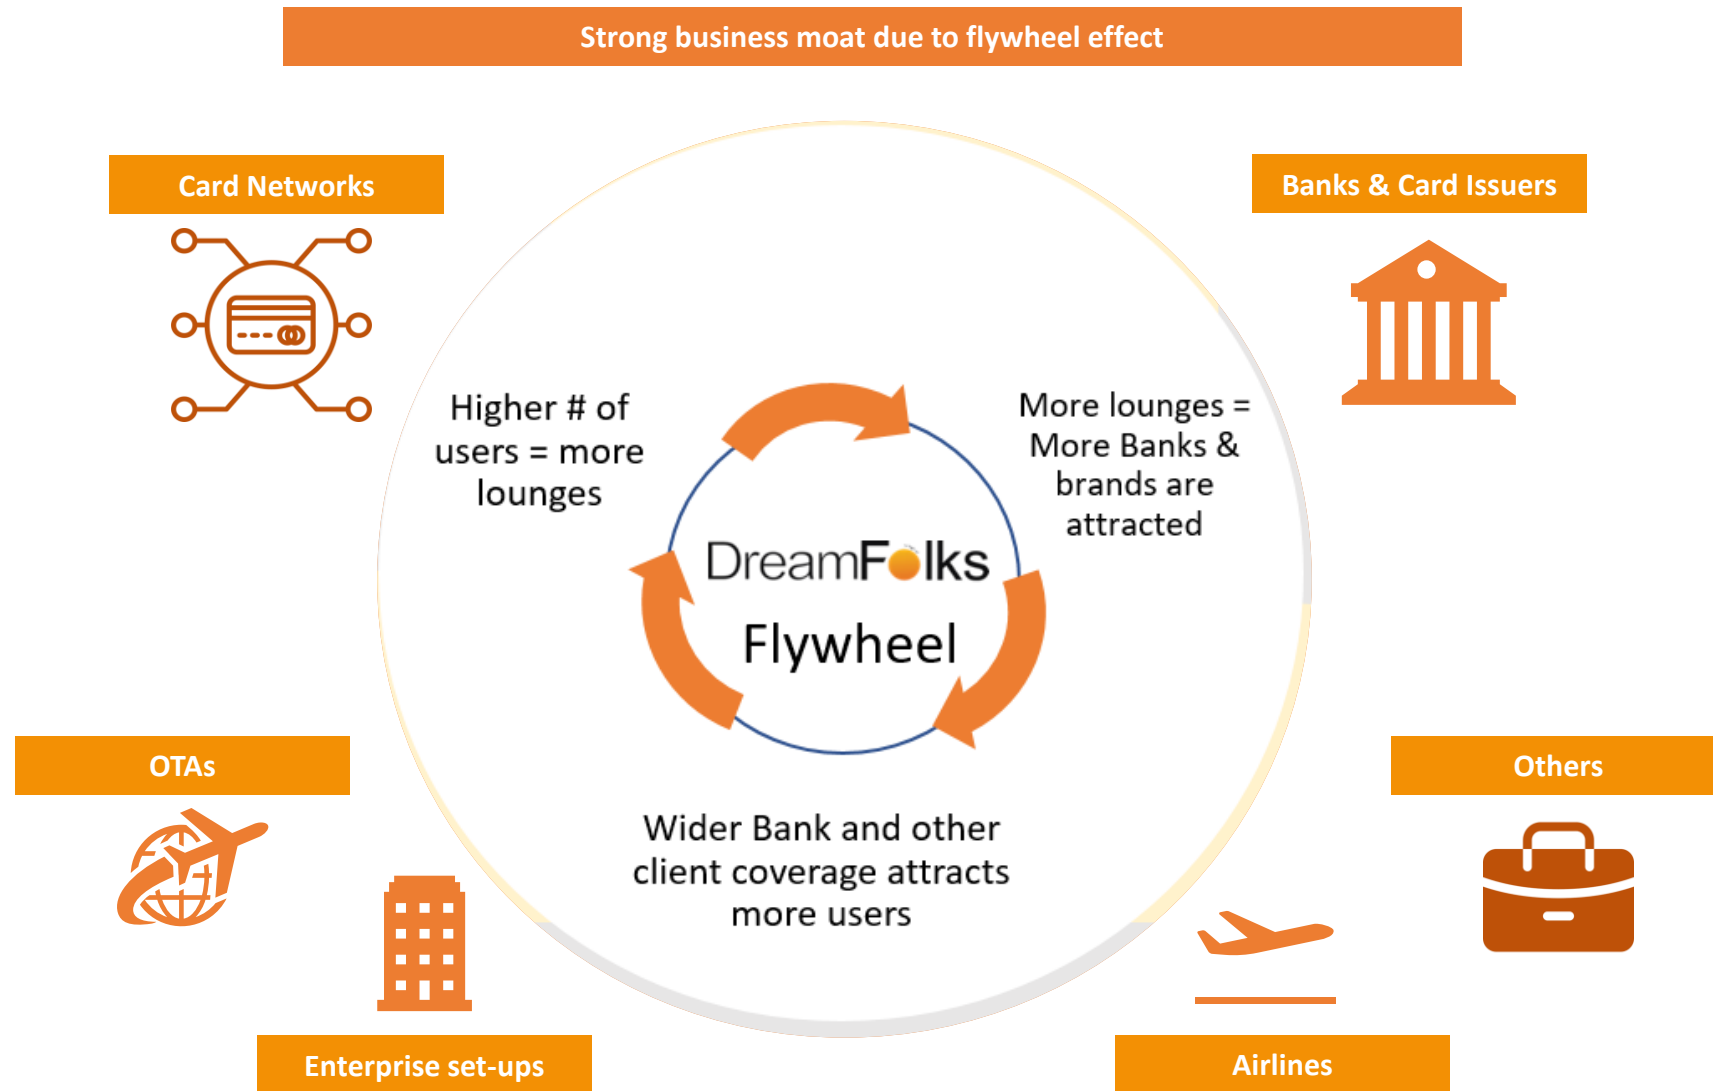 Strong business moat due to flywheel effect
Card Networks
Banks & Card Issuers
Higher # of
users = more
lounges
More lounges =
More Banks &
brands are
attracted
DreamFolks
Flywheel
Wider Bank and other
client coverage attracts
more users
OTAs
Others
Enterprise set-ups
Airlines